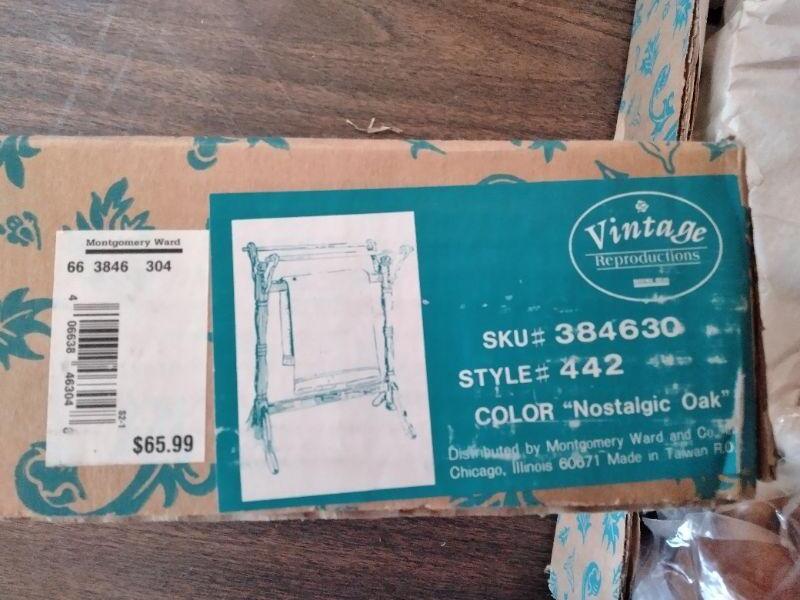 Montgomery Ward
66 3846 304
4 06638 46304 6
S2-1
$65.99
Vintage
Reproductions
SKU# 384630
STYLE# 442
COLOR "Nostalgic Oak"
Distributed by Montgomery Ward and Co.
Chicago, Illinois 60671 Made in Taiwan R.O